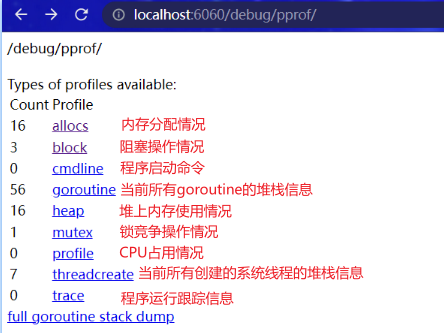 localhost:6060/debug/pprof/
/debug/pprof/
Types of profiles available:
Count Profile
16 allocs 内存分配情况
3 block 阻塞操作情况
0 cmdline 程序启动命令
56 goroutine 当前所有goroutine的堆栈信息
16 heap 堆上内存使用情况
1 mutex 锁竞争操作情况
0 profile CPU占用情况
7 threadcreate 当前所有创建的系统线程的堆栈信息
0 trace 程序运行跟踪信息
full goroutine stack dump